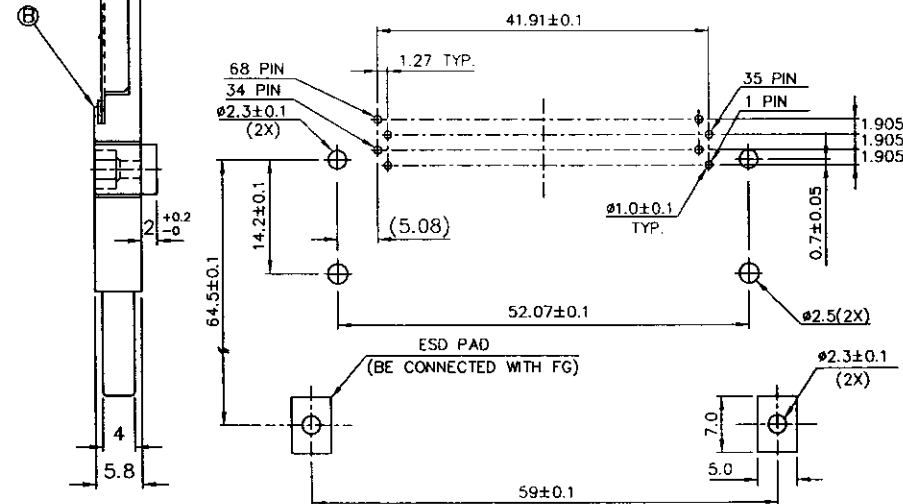 B
41.91±0.1
1.27 TYP.
68 PIN
34 PIN
ø2.3±0.1
(2X)
35 PIN
1 PIN
1.905
1.905
1.905
2 +0.2 -0
14.2±0.1
(5.08)
ø1.0±0.1
TYP.
0.7±0.05
64.5±0.1
52.07±0.1
ø2.5(2X)
ESD PAD
(BE CONNECTED WITH FG)
ø2.3±0.1
(2X)
4
5.8
7.0
5.0
59±0.1